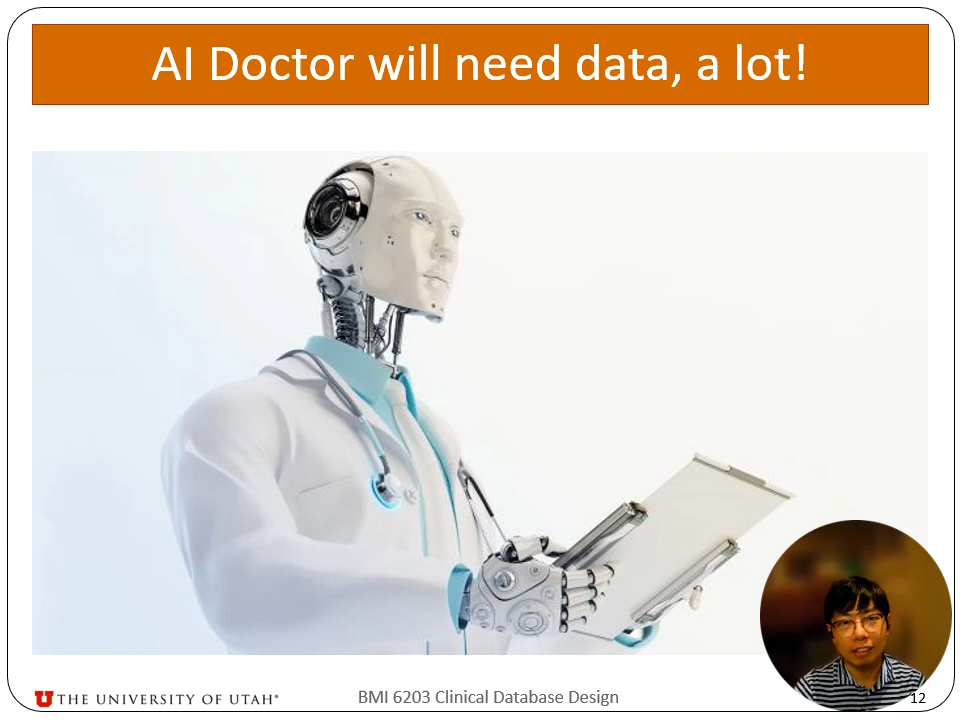 AI Doctor will need data, a lot!
THE UNIVERSITY OF UTAH®
BMI 6203 Clinical Database Design
12